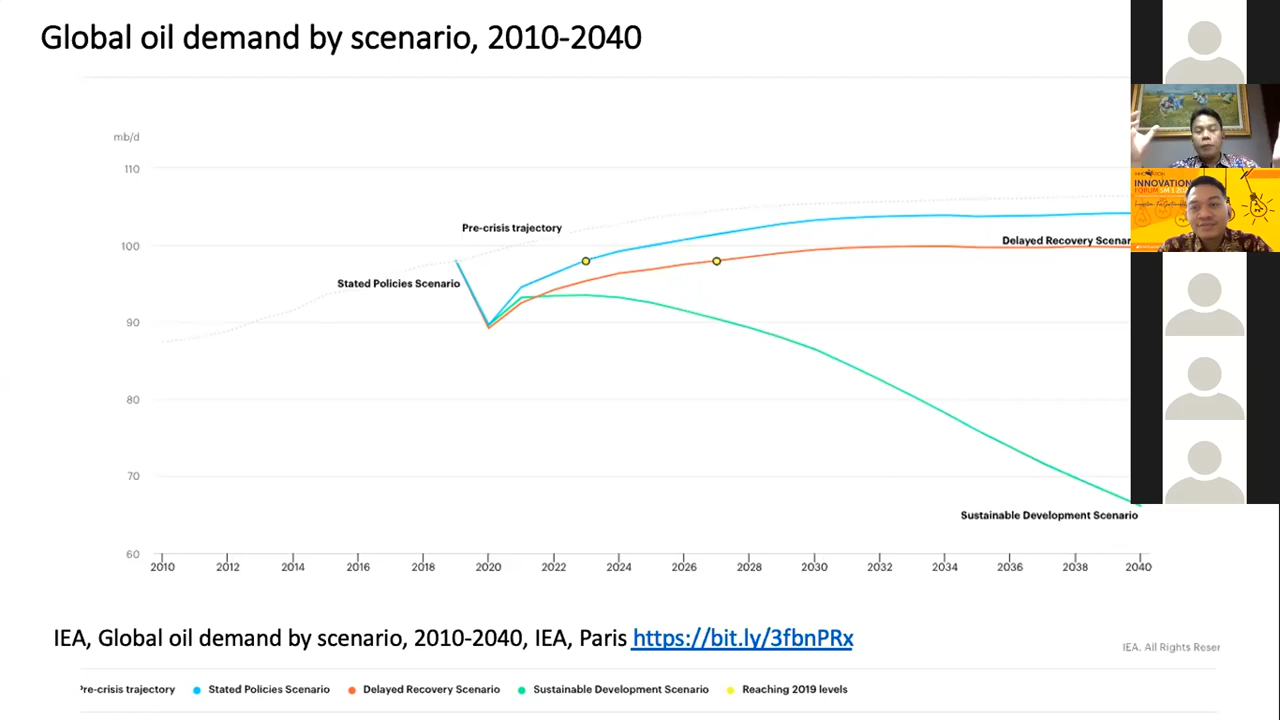 Global oil demand by scenario, 2010-2040
mb/d
110
100
90
80
70
60
Pre-crisis trajectory
Stated Policies Scenario
Delayed Recovery Scenar
Sustainable Development Scenario
2010 2012 2014 2016 2018 2020 2022 2024 2026 2028 2030 2032 2034 2036 2038 2040
IEA, Global oil demand by scenario, 2010-2040, IEA, Paris https://bit.ly/3fbnPRx
IEA. All Rights Reser
Pre-crisis trajectory Stated Policies Scenario Delayed Recovery Scenario Sustainable Development Scenario Reaching 2019 levels
INNOVATION